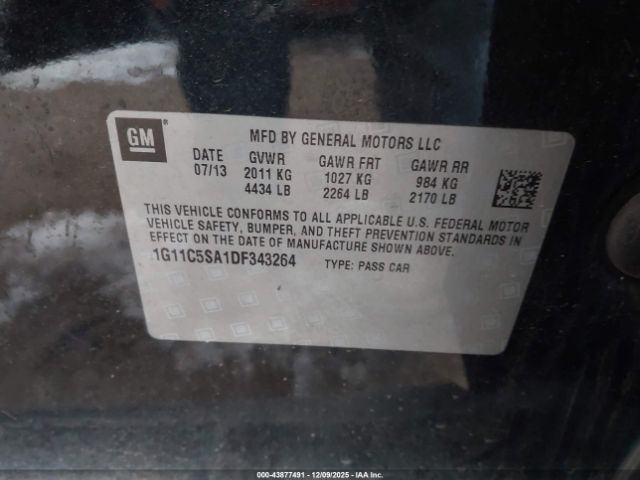 GM®
MFD BY GENERAL MOTORS LLC
DATE GVWR GAWR FRT GAWR RR
07/13 2011 KG 1027 KG 984 KG
4434 LB 2264 LB 2170 LB
THIS VEHICLE CONFORMS TO ALL APPLICABLE U.S. FEDERAL MOTOR
VEHICLE SAFETY, BUMPER, AND THEFT PREVENTION STANDARDS IN
EFFECT ON THE DATE OF MANUFACTURE SHOWN ABOVE.
1G11C5SA1DF343264 TYPE: PASS CAR
000-43877491 - 12/09/2025 - IAA Inc.